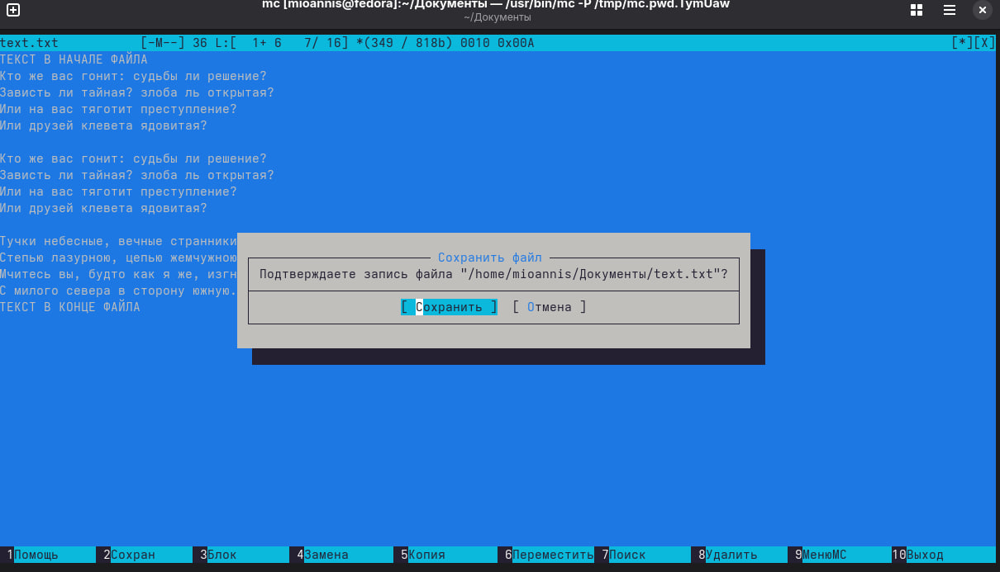 mc [mioannis@fedora]:~/Документы — /usr/bin/mc -P /tmp/mc.pwd.TymUaw
~/Документы
text.txt [-M--] 36 L:[ 1+ 6 7/ 16] *(349 / 818b) 0010 0x00A [*][X]
ТЕКСТ В НАЧАЛЕ ФАЙЛА
Кто же вас гонит: судьбы ли решение?
Зависть ли тайная? злоба ль открытая?
Или на вас тяготит преступление?
Или друзей клевета ядовитая?
Кто же вас гонит: судьбы ли решение?
Зависть ли тайная? злоба ль открытая?
Или на вас тяготит преступление?
Или друзей клевета ядовитая?
Тучки небесные, вечные странники
Степью лазурною, цепью жемчужною
Мчитесь вы, будто как я же, изгн
С милого севера в сторону южную.
ТЕКСТ В КОНЦЕ ФАЙЛА
Сохранить файл
Подтверждаете запись файла "/home/mioannis/Документы/text.txt"?
[ Сохранить ] [ Отмена ]
1Помощь 2Сохран 3Блок 4Замена 5Копия 6Переместить 7Поиск 8Удалить 9МенюМС 10Выход